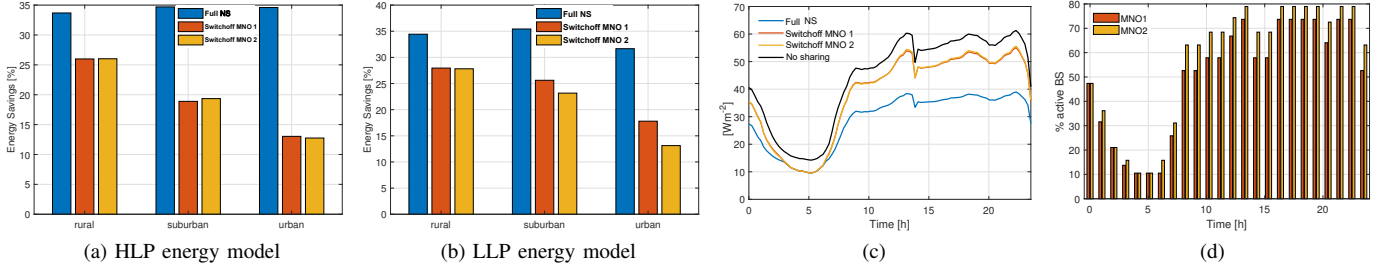 35
30
25
20
15
10
5
0
Energy Savings [%]
Full NS
Switchoff MNO 1
Switchoff MNO 2
rural suburban urban
(a) HLP energy model
40
35
30
25
20
15
10
5
0
Energy Savings [%]
Full NS
Switchoff MNO 1
Switchoff MNO 2
rural suburban urban
(b) LLP energy model
70
60
50
40
30
20
10
0
[Wm-2]
Full NS
Switchoff MNO 1
Switchoff MNO 2
No sharing
0 5 10 15 20
Time [h]
(c)
80
70
60
50
40
30
20
10
0
% active BS
MNO1
MNO2
0 5 10 15 20
Time [h]
(d)